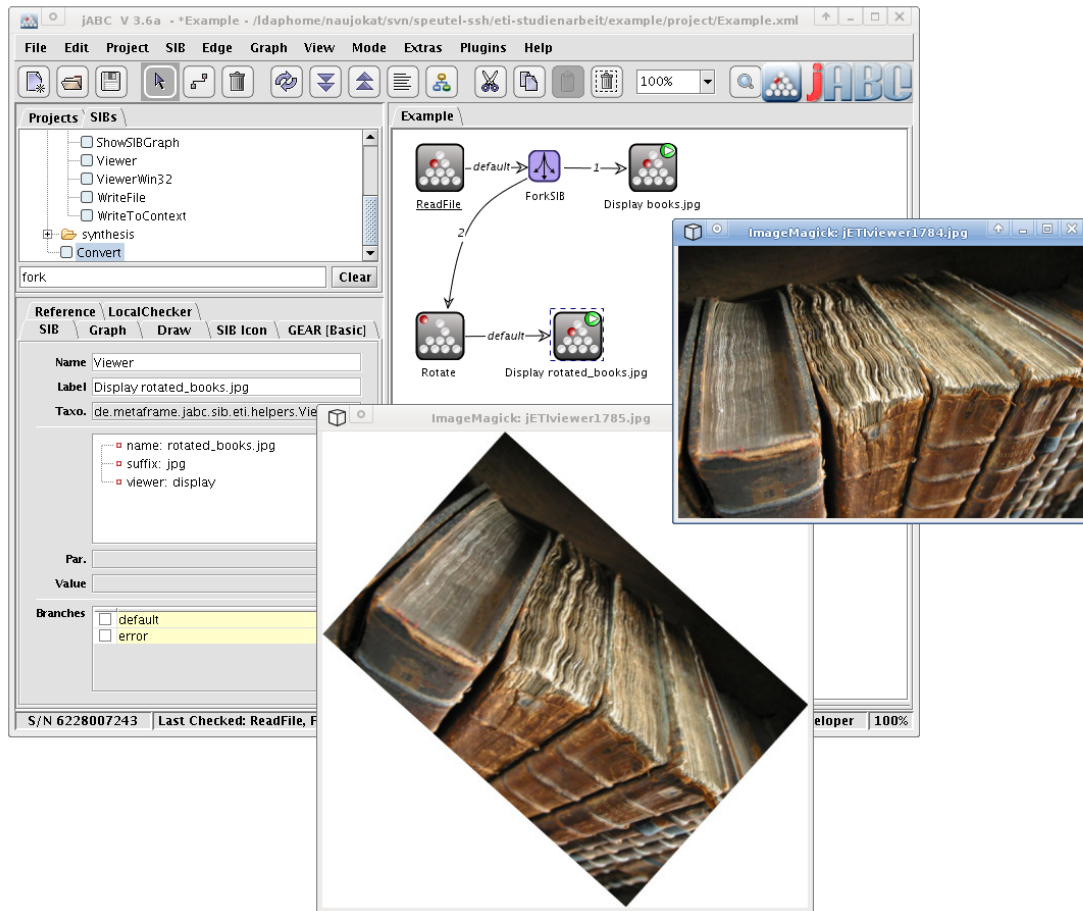 jABC V 3.6a - *Example - /ldaphome/naujokat/svn/speutel-ssh/eti-studienarbeit/example/project/Example.xml
File Edit Project SIB Edge Graph View Mode Extras Plugins Help
100%
jABC
Projects SIBs
ShowSIBGraph
Viewer
ViewerWin32
WriteFile
WriteToContext
synthesis
Convert
fork Clear
Reference LocalChecker
SIB Graph Draw SIB Icon GEAR [Basic]
Name Viewer
Label Display rotated_books.jpg
Taxo. de.metaframe.jabc.sib.eti.helpers.Vie
name: rotated_books.jpg
suffix: jpg
viewer: display
Par.
Value
Branches
default
error
S/N 6228007243 Last Checked: ReadFile, F
eloper 100%
Example
default 1
ReadFile ForkSIB Display books.jpg
2
default
Rotate Display rotated_books.jpg
ImageMagick: jETIviewer1784.jpg
ImageMagick: jETIviewer1785.jpg